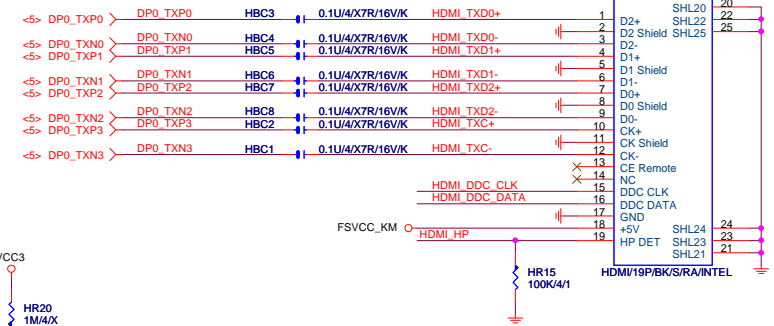 SHL20 20
<5> DP0_TXP0 DP0_TXP0 HBC3 0.1U/4/X7R/16V/K HDMI_TXD0+ 1 D2+ SHL22 22
2 D2 Shield SHL25 25
<5> DP0_TXN0 DP0_TXN0 HBC4 0.1U/4/X7R/16V/K HDMI_TXD0- 3 D2-
<5> DP0_TXP1 DP0_TXP1 HBC5 0.1U/4/X7R/16V/K HDMI_TXD1+ 4 D1+
5 D1 Shield
<5> DP0_TXN1 DP0_TXN1 HBC6 0.1U/4/X7R/16V/K HDMI_TXD1- 6 D1-
<5> DP0_TXP2 DP0_TXP2 HBC7 0.1U/4/X7R/16V/K HDMI_TXD2+ 7 D0+
8 D0 Shield
<5> DP0_TXN2 DP0_TXN2 HBC8 0.1U/4/X7R/16V/K HDMI_TXD2- 9 D0-
<5> DP0_TXP3 DP0_TXP3 HBC2 0.1U/4/X7R/16V/K HDMI_TXC+ 10 CK+
11 CK Shield
<5> DP0_TXN3 DP0_TXN3 HBC1 0.1U/4/X7R/16V/K HDMI_TXC- 12 CK-
13 CE Remote
14 NC
HDMI_DDC_CLK 15 DDC CLK
HDMI_DDC_DATA 16 DDC DATA
17 GND
FSVCC_KM 18 +5V SHL24 24
HDMI_HP 19 HP DET SHL23 23
SHL21 21
VCC3
HR15 HDMI/19P/BK/S/RA/INTEL
100K/4/1
HR20
1M/4/X